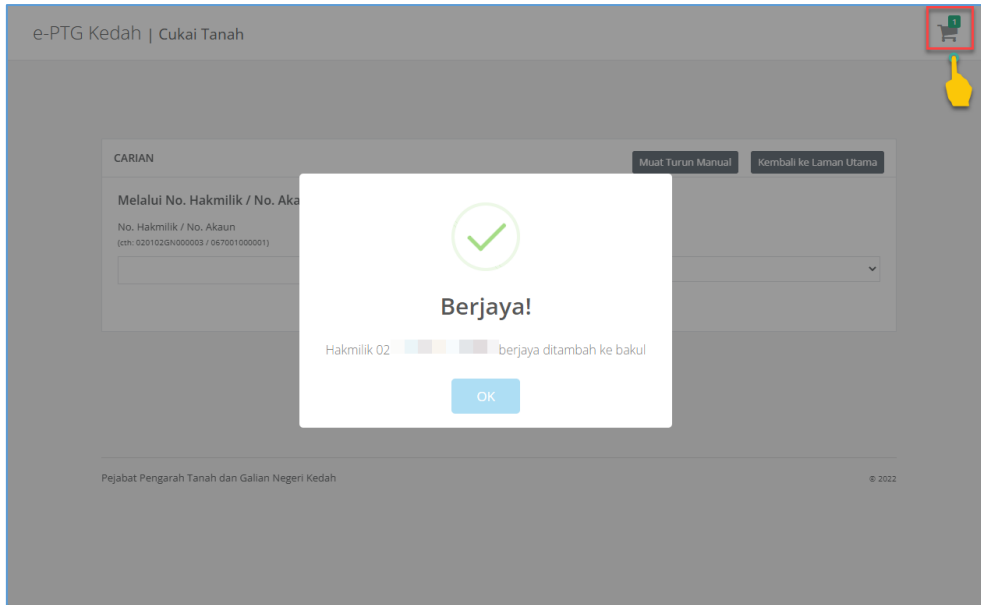 e-PTG Kedah | Cukai Tanah
1
CARIAN
Muat Turun Manual
Kembali ke Laman Utama
Melalui No. Hakmilik / No. Aka
No. Hakmilik / No. Akaun
(cth: 020102GN000003 / 067001000001)
Berjaya!
Hakmilik 02 berjaya ditambah ke bakul
OK
Pejabat Pengarah Tanah dan Galian Negeri Kedah
© 2022